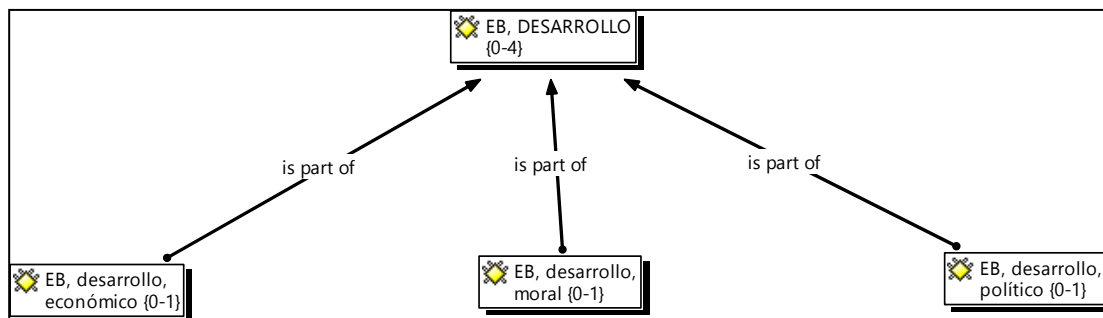 EB, DESARROLLO
{0-4}
is part of
is part of
is part of
EB, desarrollo,
económico {0-1}
EB, desarrollo,
moral {0-1}
EB, desarrollo,
político {0-1}